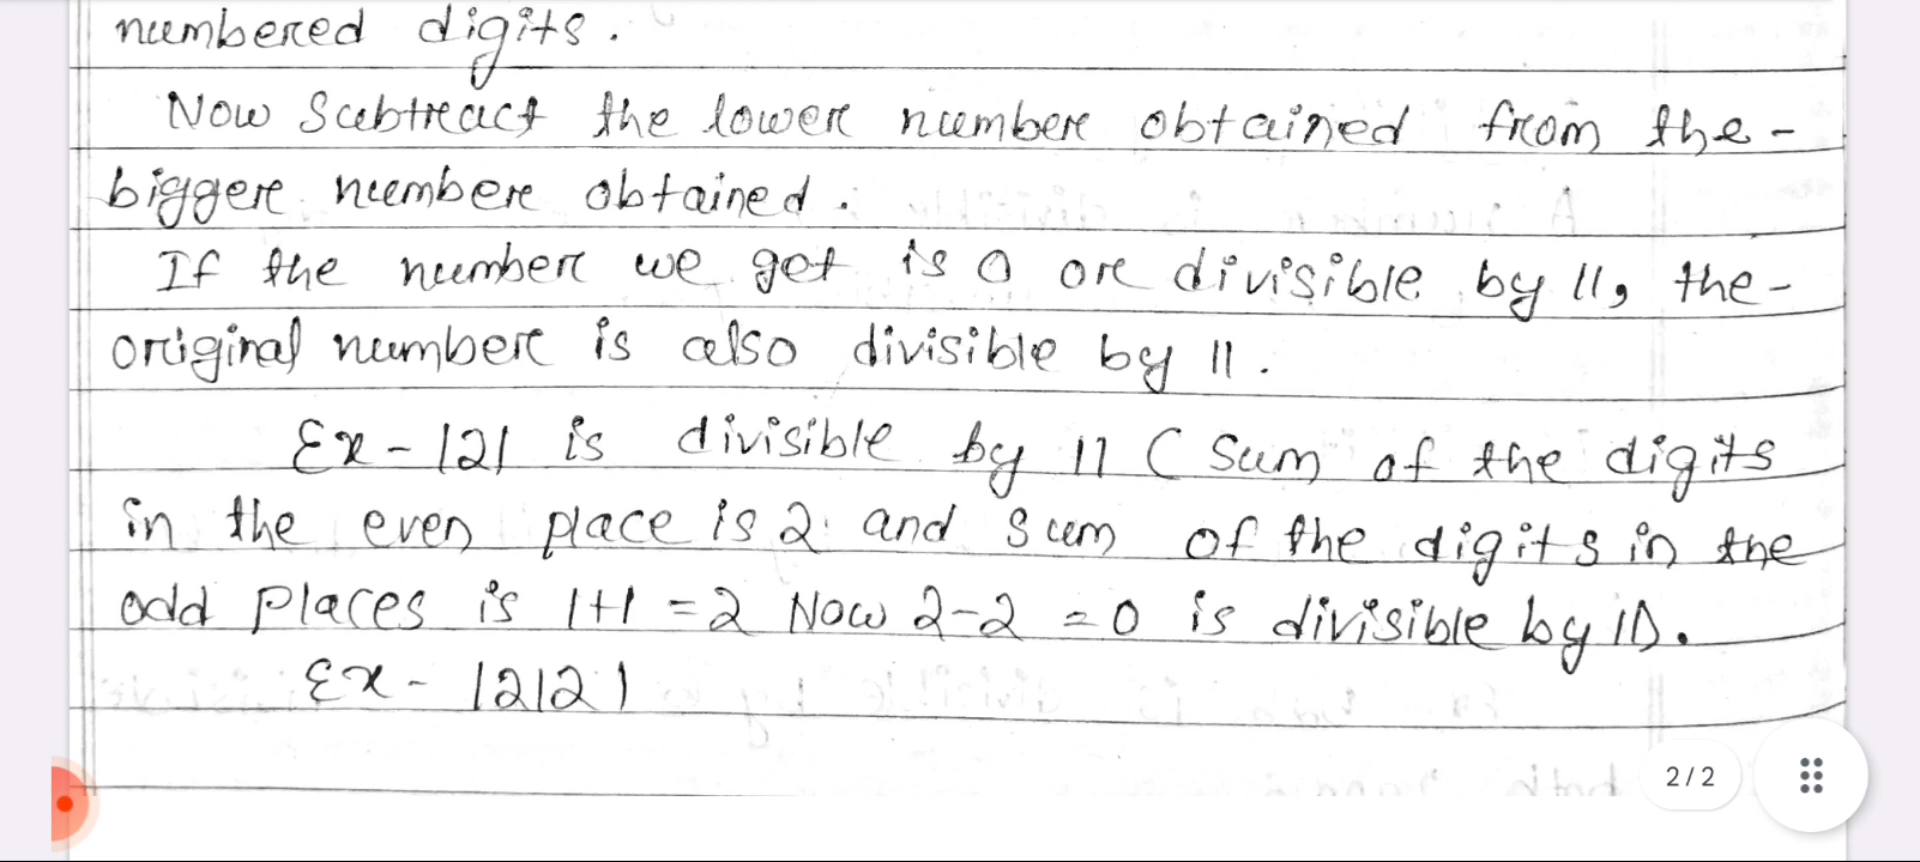 numbered digits.
Now Subtract the lower number obtained from the -
bigger number obtained.
If the number we get is 0 or divisible by 11, the -
original number is also divisible by 11.
Ex - 121 is divisible by 11 ( Sum of the digits
in the even place is 2 and sum of the digits in the
odd places is 1+1 = 2 Now 2-2 = 0 is divisible by 11).
Ex - 12121
2 / 2